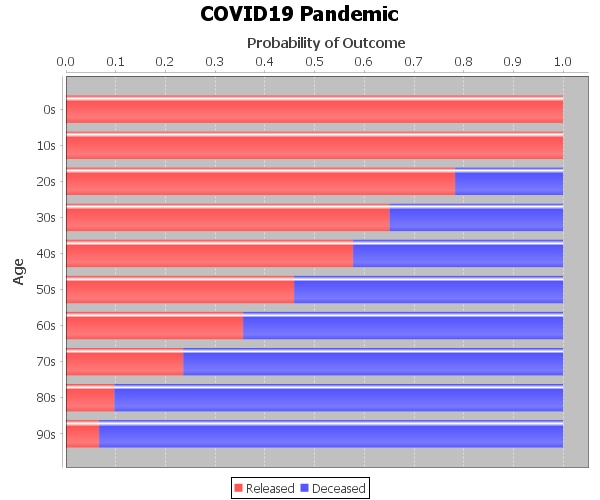 COVID19 Pandemic
Probability of Outcome
0.0 0.1 0.2 0.3 0.4 0.5 0.6 0.7 0.8 0.9 1.0
Age
0s
10s
20s
30s
40s
50s
60s
70s
80s
90s
Released Deceased